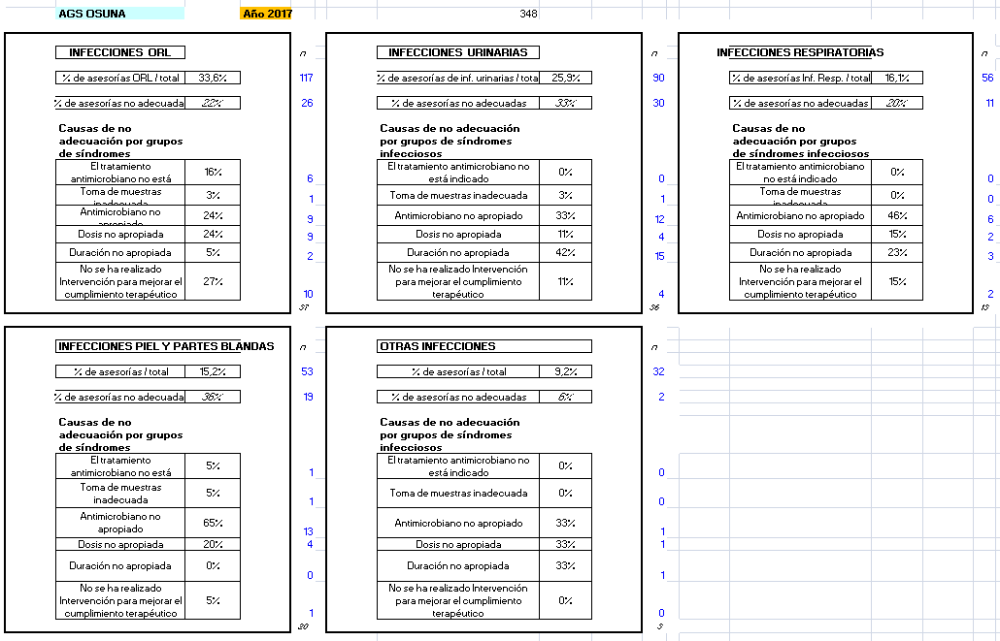 AGS OSUNA Año 2017 348
INFECCIONES ORL n
% de asesorías ORL / total 33,6% 117
% de asesorías no adecuada 22% 26
Causas de no
adecuación por grupos
de síndromes
El tratamiento
antimicrobiano no está 16% 6
Toma de muestras
inadecuada 3% 1
Antimicrobiano no
apropiado 24% 9
Dosis no apropiada 24% 9
Duración no apropiada 5% 2
No se ha realizado
Intervención para mejorar el 27%
cumplimiento terapéutico 10
37
INFECCIONES URINARIAS n
% de asesorías de inf. urinarias / tota 25,9% 90
% de asesorías no adecuadas 33% 30
Causas de no adecuación
por grupos de síndromes
infecciosos
El tratamiento antimicrobiano no
está indicado 0% 0
Toma de muestras inadecuada 3% 1
Antimicrobiano no apropiado 33% 12
Dosis no apropiada 11% 4
Duración no apropiada 42% 15
No se ha realizado Intervención
para mejorar el cumplimiento 11%
terapéutico 4
36
INFECCIONES RESPIRATORIAS n
% de asesorías Inf. Resp. / total 16,1% 56
% de asesorías no adecuadas 20% 11
Causas de no
adecuación por grupos
de síndromes infecciosos
El tratamiento antimicrobiano
no está indicado 0% 0
Toma de muestras
inadecuada 0% 0
Antimicrobiano no apropiado 46% 6
Dosis no apropiada 15% 2
Duración no apropiada 23% 3
No se ha realizado
Intervención para mejorar el 15%
cumplimiento terapéutico 2
13
INFECCIONES PIEL Y PARTES BLANDAS n
% de asesorías / total 15,2% 53
% de asesorías no adecuada 36% 19
Causas de no
adecuación por grupos
de síndromes
El tratamiento
antimicrobiano no está 5% 1
Toma de muestras
inadecuada 5% 1
Antimicrobiano no
apropiado 65% 13
Dosis no apropiada 20% 4
Duración no apropiada 0% 0
No se ha realizado
Intervención para mejorar el 5%
cumplimiento terapéutico 1
20
OTRAS INFECCIONES n
% de asesorías / total 9,2% 32
% de asesorías no adecuadas 6% 2
Causas de no adecuación
por grupos de síndromes
infecciosos
El tratamiento antimicrobiano no
está indicado 0% 0
Toma de muestras inadecuada 0% 0
Antimicrobiano no apropiado 33% 1
Dosis no apropiada 33% 1
Duración no apropiada 33% 1
No se ha realizado Intervención
para mejorar el cumplimiento 0%
terapéutico 0
3